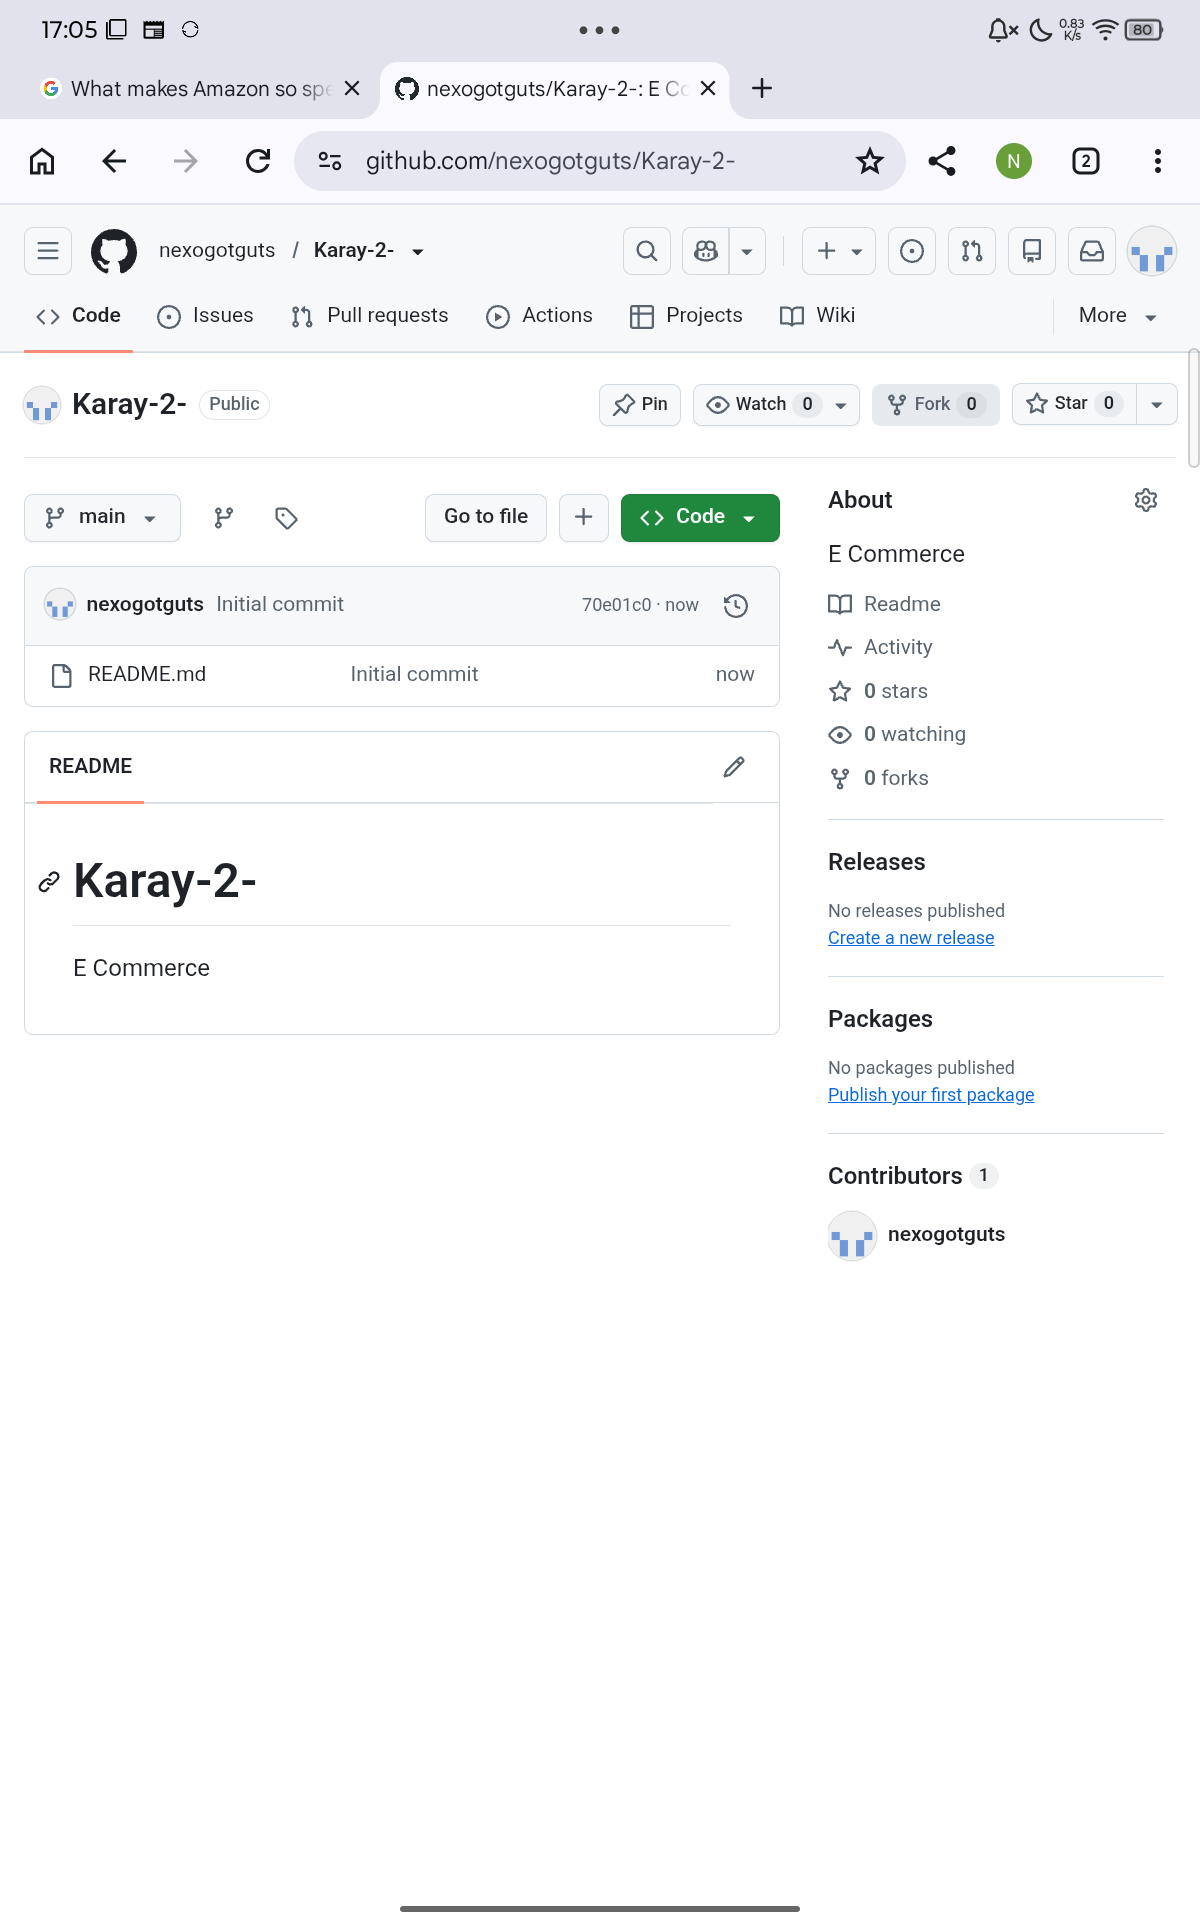 17:05
0.83
K/s
80
What makes Amazon so spe
nexogotguts/Karay-2-: E Co
github.com/nexogotguts/Karay-2-
N
2
nexogotguts / Karay-2-
Code
Issues
Pull requests
Actions
Projects
Wiki
More
Karay-2-
Public
Pin
Watch 0
Fork 0
Star 0
main
Go to file
Code
nexogotguts Initial commit
70e01c0 · now
README.md
Initial commit
now
README
Karay-2-
E Commerce
About
E Commerce
Readme
Activity
0 stars
0 watching
0 forks
Releases
No releases published
Create a new release
Packages
No packages published
Publish your first package
Contributors 1
nexogotguts